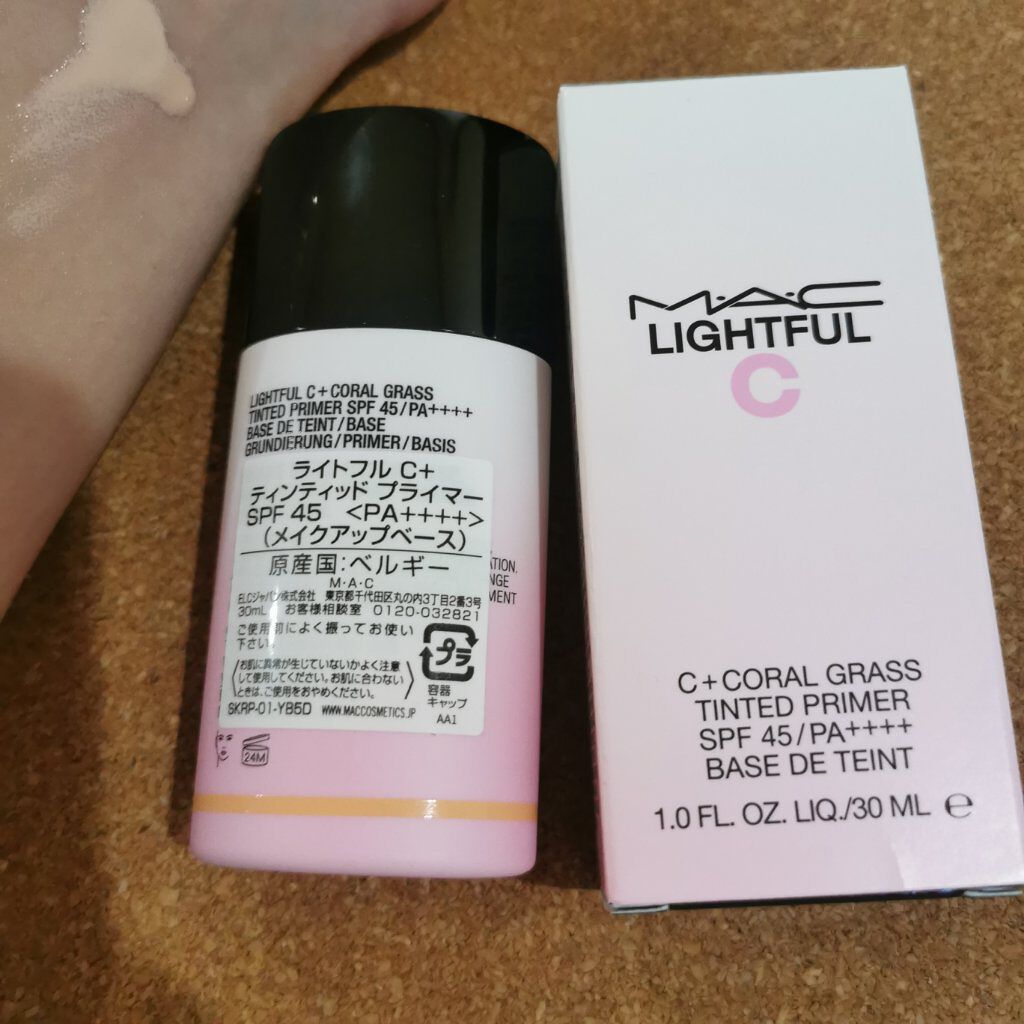 LIGHTFUL C+CORAL GRASS
TINTED PRIMER SPF 45/PA++++
BASE DE TEINT/BASE
GRUNDIERUNG/PRIMER/BASIS
ライトフル C+
ティンティッド プライマー
SPF 45 <PA++++>
(メイクアップベース)
原産国:ベルギー
M・A・C
ELCジャパン株式会社 東京都千代田区丸の内3丁目2番3号
30mL お客様相談室 0120-032821
ご使用前によく振ってお使い
下さい。
プラ
お肌に異常が生じていないかよく注意
して使用してください。お肌に合わない
ときは、ご使用をおやめください。
容器
キャップ
SKRP-01-YB5D WWW.MACCOSMETICS.JP AA1
24M
M·A·C
LIGHTFUL
C
C+CORAL GRASS
TINTED PRIMER
SPF 45/PA++++
BASE DE TEINT
1.0 FL. OZ. LIQ./30 ML ℮